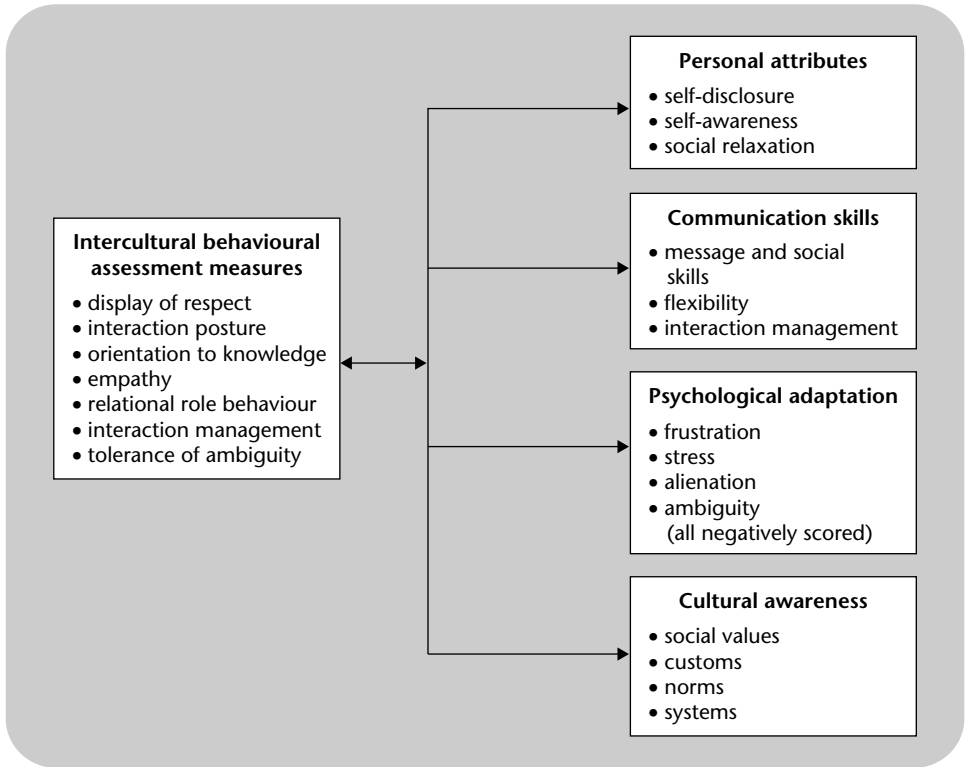 Intercultural behavioural
assessment measures
• display of respect
• interaction posture
• orientation to knowledge
• empathy
• relational role behaviour
• interaction management
• tolerance of ambiguity
Personal attributes
• self-disclosure
• self-awareness
• social relaxation
Communication skills
• message and social
skills
• flexibility
• interaction management
Psychological adaptation
• frustration
• stress
• alienation
• ambiguity
(all negatively scored)
Cultural awareness
• social values
• customs
• norms
• systems